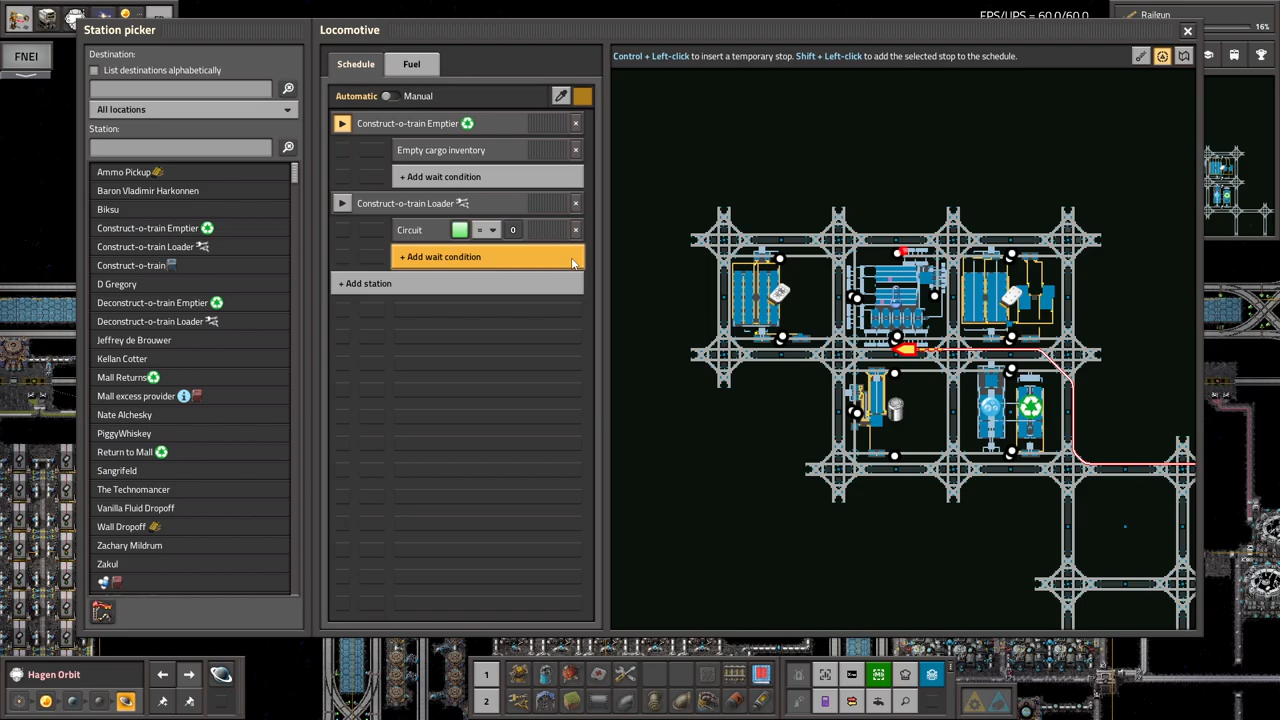 FPS/UPS = 60.0/60.0
Railgun
16%
FNEI
Station picker
Destination:
List destinations alphabetically
All locations
Station:
Ammo Pickup
Baron Vladimir Harkonnen
Biksu
Construct-o-train Emptier
Construct-o-train Loader
Construct-o-train
D Gregory
Deconstruct-o-train Emptier
Deconstruct-o-train Loader
Jeffrey de Brouwer
Kellan Cotter
Mall Returns
Mall excess provider
Nate Alchesky
PiggyWhiskey
Return to Mall
Sangrifeld
The Technomancer
Vanilla Fluid Dropoff
Wall Dropoff
Zachary Mildrum
Zakul
Locomotive
Schedule
Fuel
Automatic
Manual
Construct-o-train Emptier
Empty cargo inventory
+ Add wait condition
Construct-o-train Loader
Circuit = 0
+ Add wait condition
+ Add station
Control + Left-click to insert a temporary stop. Shift + Left-click to add the selected stop to the schedule.
Hagen Orbit
1
2